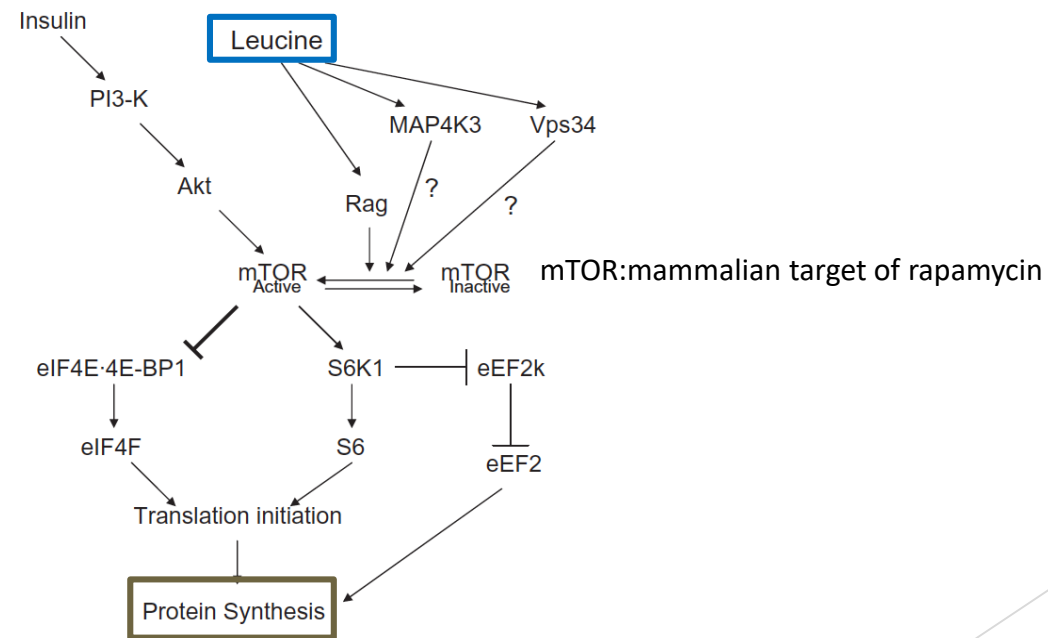 Insulin
Leucine
PI3-K
MAP4K3
Vps34
Akt
Rag
?
?
mTOR
Active
mTOR
Inactive
mTOR:mammalian target of rapamycin
eIF4E·4E-BP1
S6K1
eEF2k
eIF4F
S6
eEF2
Translation initiation
Protein Synthesis